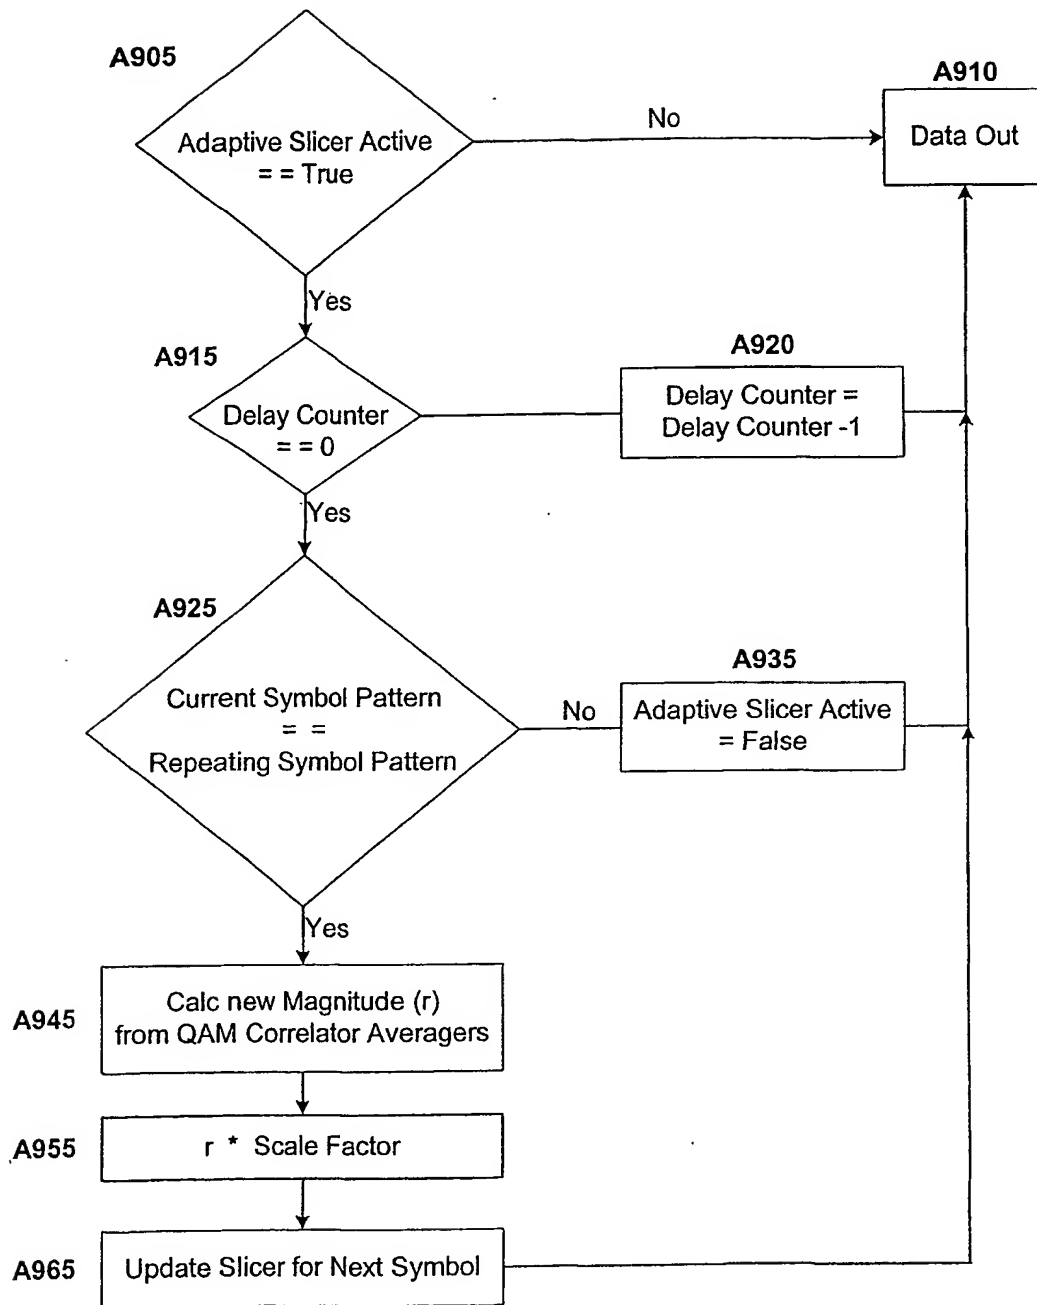 A905
A910
Adaptive Slicer Active
= = True
No
Data Out
Yes
A915
A920
Delay Counter
= = 0
Delay Counter =
Delay Counter -1
Yes
A925
A935
Current Symbol Pattern
= =
Repeating Symbol Pattern
No
Adaptive Slicer Active
= False
Yes
A945
Calc new Magnitude (r)
from QAM Correlator Averagers
A955
r * Scale Factor
A965
Update Slicer for Next Symbol